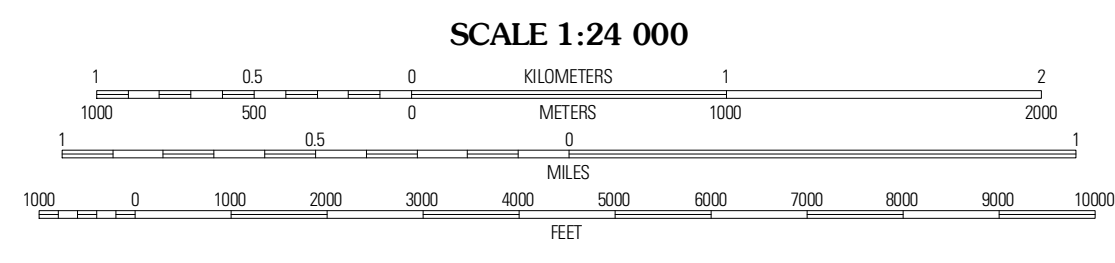 SCALE 1:24 000
1 0.5 0 KILOMETERS 1 2
1000 500 0 METERS 1000 2000
1 0.5 0 1
MILES
1000 0 1000 2000 3000 4000 5000 6000 7000 8000 9000 10000
FEET